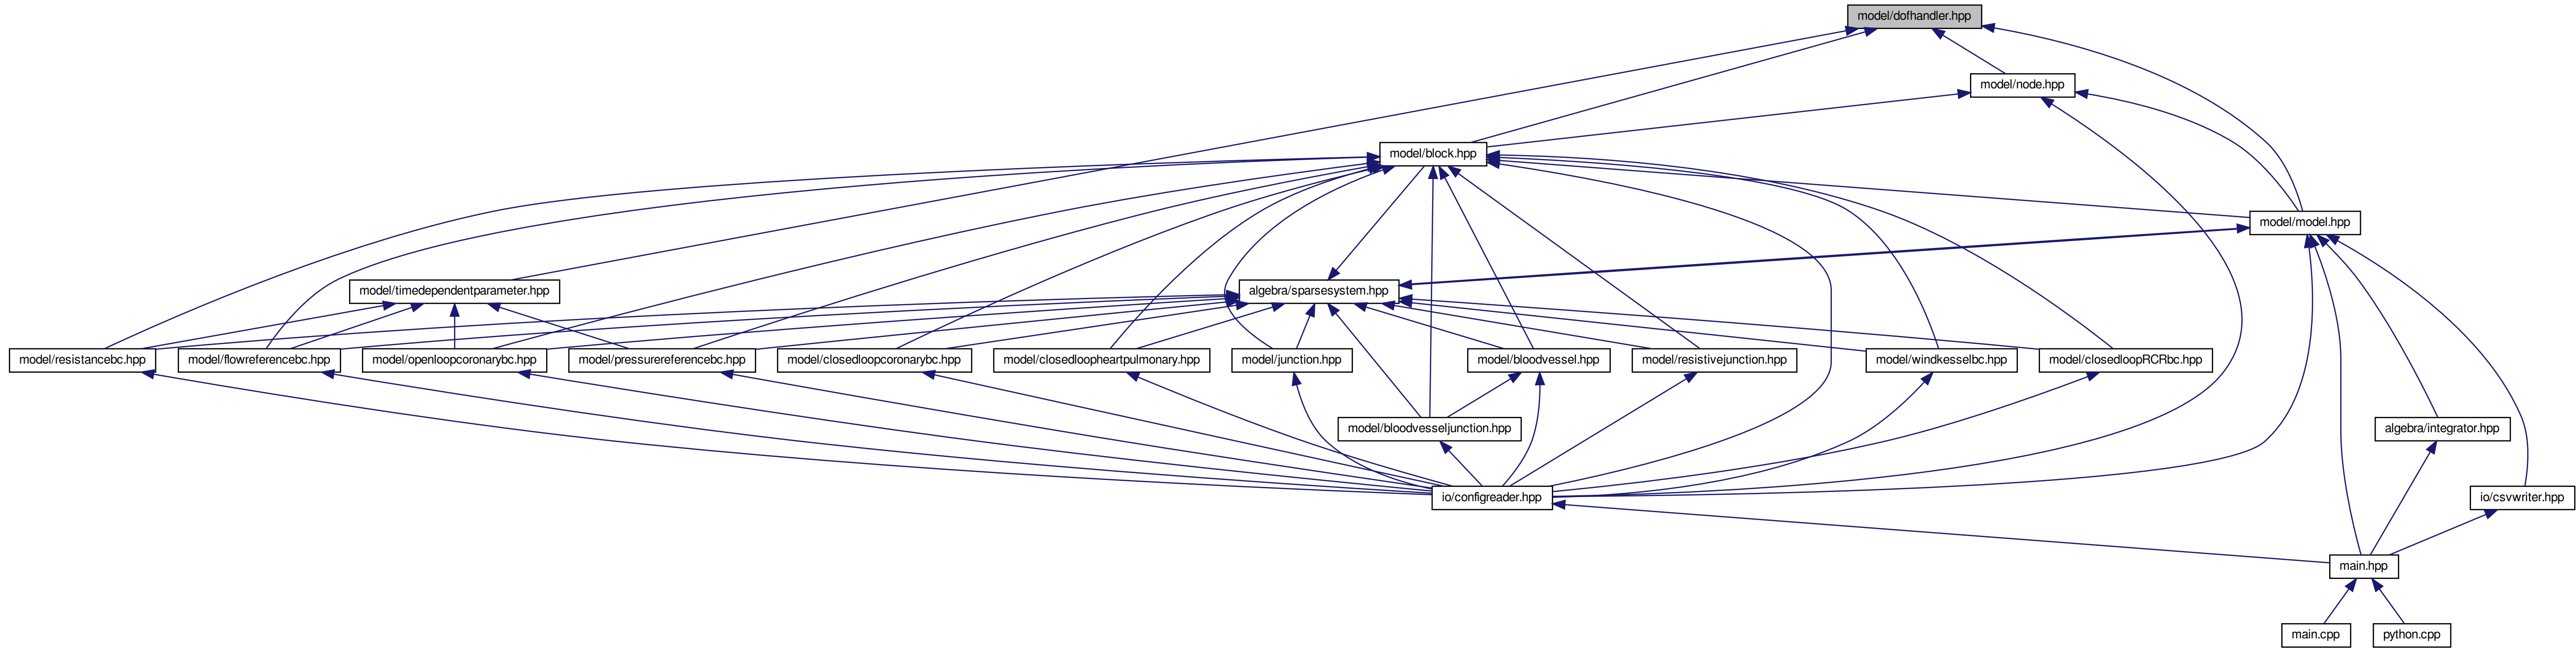 model/dofhandler.hpp
model/node.hpp
model/block.hpp
model/model.hpp
model/timedependentparameter.hpp
algebra/sparsesystem.hpp
model/resistancebc.hpp
model/flowreferencebc.hpp
model/openloopcoronarybc.hpp
model/pressurereferencebc.hpp
model/closedloopcoronarybc.hpp
model/closedloopheartpulmonary.hpp
model/junction.hpp
model/bloodvessel.hpp
model/resistivejunction.hpp
model/windkesselbc.hpp
model/closedloopRCRbc.hpp
model/bloodvesseljunction.hpp
algebra/integrator.hpp
io/configreader.hpp
io/csvwriter.hpp
main.hpp
main.cpp
python.cpp